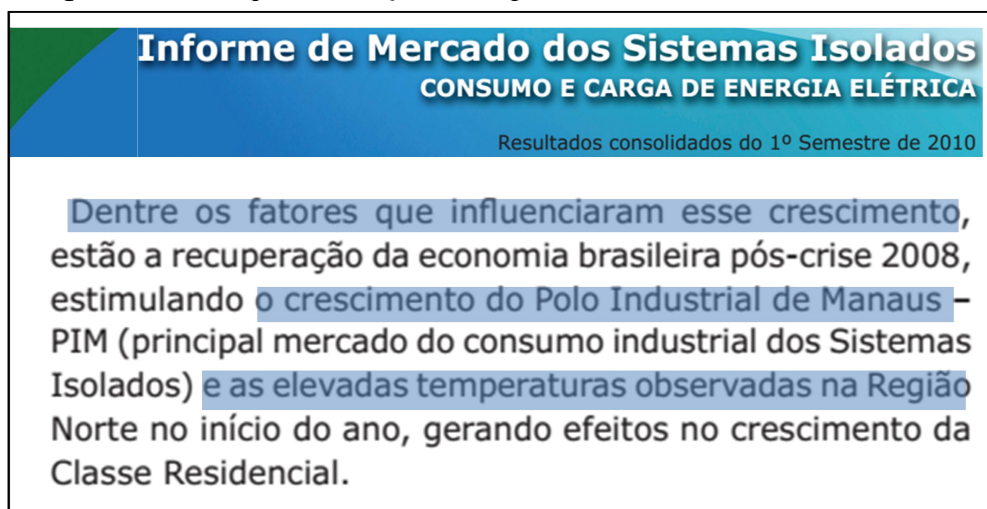 Informe de Mercado dos Sistemas Isolados
CONSUMO E CARGA DE ENERGIA ELÉTRICA
Resultados consolidados do 1º Semestre de 2010
Dentre os fatores que influenciaram esse crescimento,
estão a recuperação da economia brasileira pós-crise 2008,
estimulando o crescimento do Polo Industrial de Manaus –
PIM (principal mercado do consumo industrial dos Sistemas
Isolados) e as elevadas temperaturas observadas na Região
Norte no início do ano, gerando efeitos no crescimento da
Classe Residencial.